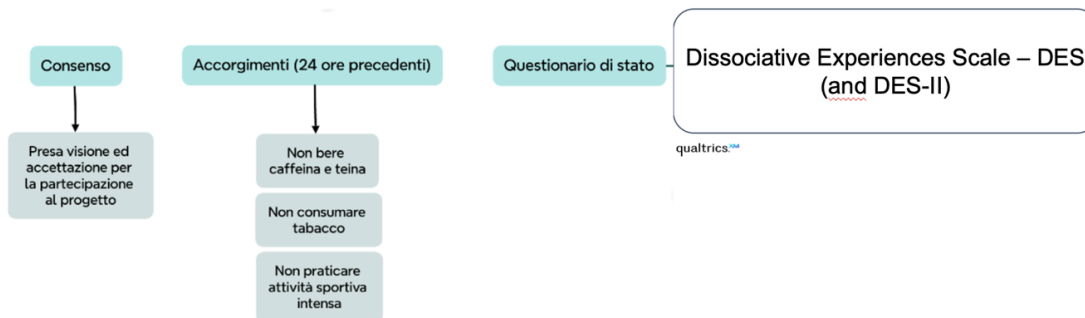 Consenso
Presa visione ed
accettazione per
la partecipazione
al progetto
Accorgimenti (24 ore precedenti)
Non bere
caffeina e teina
Non consumare
tabacco
Non praticare
attività sportiva
intensa
Questionario di stato
Dissociative Experiences Scale – DES
(and DES-II)
qualtrics.XM